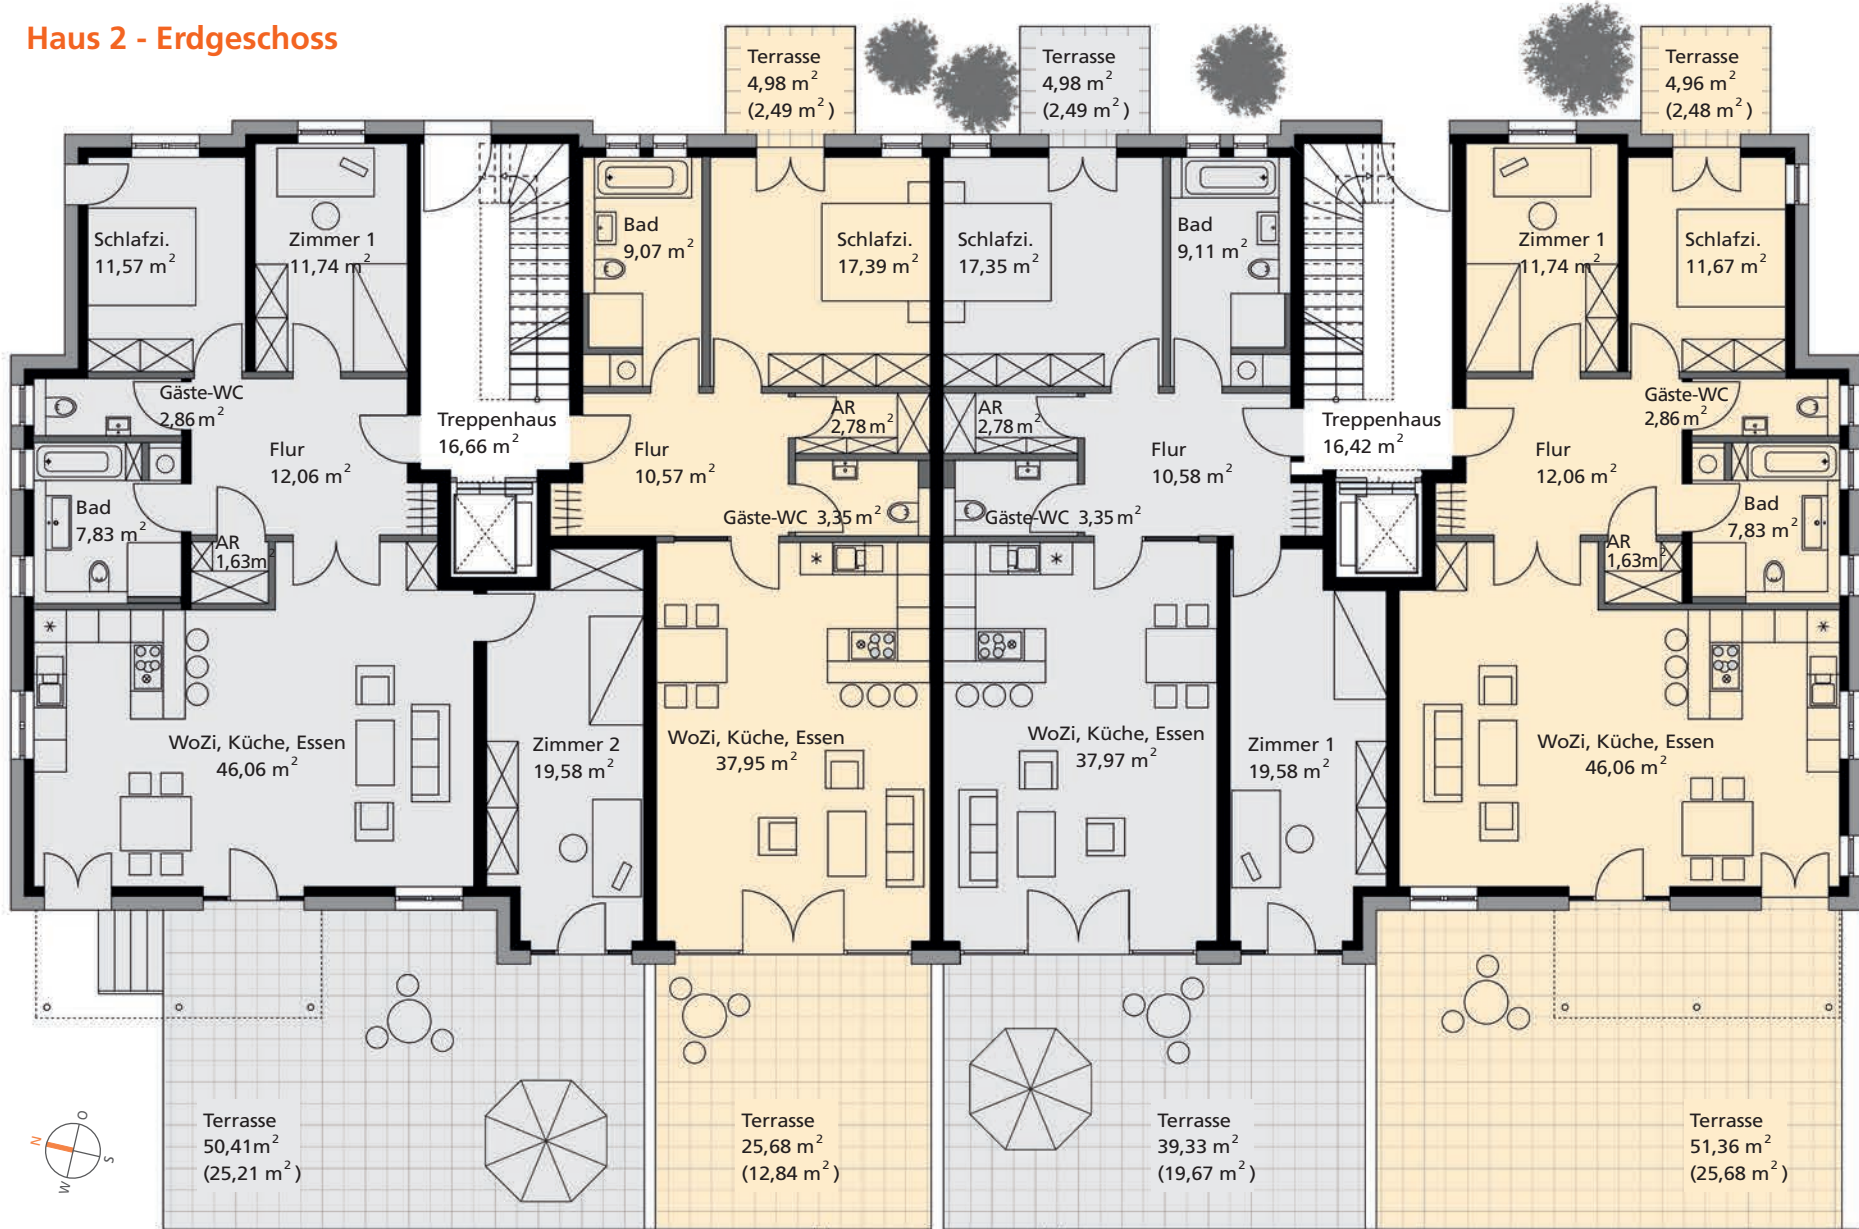 Haus 2 - Erdgeschoss
Terrasse
4,98 m²
(2,49 m²)
Terrasse
4,98 m²
(2,49 m²)
Terrasse
4,96 m²
(2,48 m²)
Schlafzi.
11,57 m²
Zimmer 1
11,74 m²
Bad
9,07 m²
Schlafzi.
17,39 m²
Schlafzi.
17,35 m²
Bad
9,11 m²
Zimmer 1
11,74 m²
Schlafzi.
11,67 m²
Gäste-WC
2,86 m²
Treppenhaus
16,66 m²
AR
2,78 m²
AR
2,78 m²
Treppenhaus
16,42 m²
Gäste-WC
2,86 m²
Flur
12,06 m²
Flur
10,57 m²
Flur
10,58 m²
Flur
12,06 m²
Bad
7,83 m²
Gäste-WC 3,35 m²
Gäste-WC 3,35 m²
Bad
7,83 m²
AR
1,63m²
AR
1,63m²
WoZi, Küche, Essen
46,06 m²
Zimmer 2
19,58 m²
WoZi, Küche, Essen
37,95 m²
WoZi, Küche, Essen
37,97 m²
Zimmer 1
19,58 m²
WoZi, Küche, Essen
46,06 m²
Terrasse
50,41m²
(25,21 m²)
Terrasse
25,68 m²
(12,84 m²)
Terrasse
39,33 m²
(19,67 m²)
Terrasse
51,36 m²
(25,68 m²)
O
N
S
W